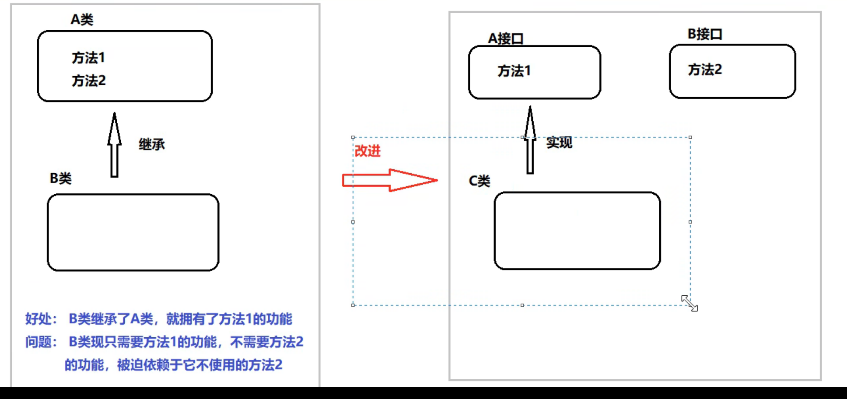 A类
方法1
方法2
继承
B类
好处： B类继承了A类，就拥有了方法1的功能
问题： B类现只需要方法1的功能，不需要方法2
的功能，被迫依赖于它不使用的方法2
改进
A接口
方法1
B接口
方法2
实现
C类